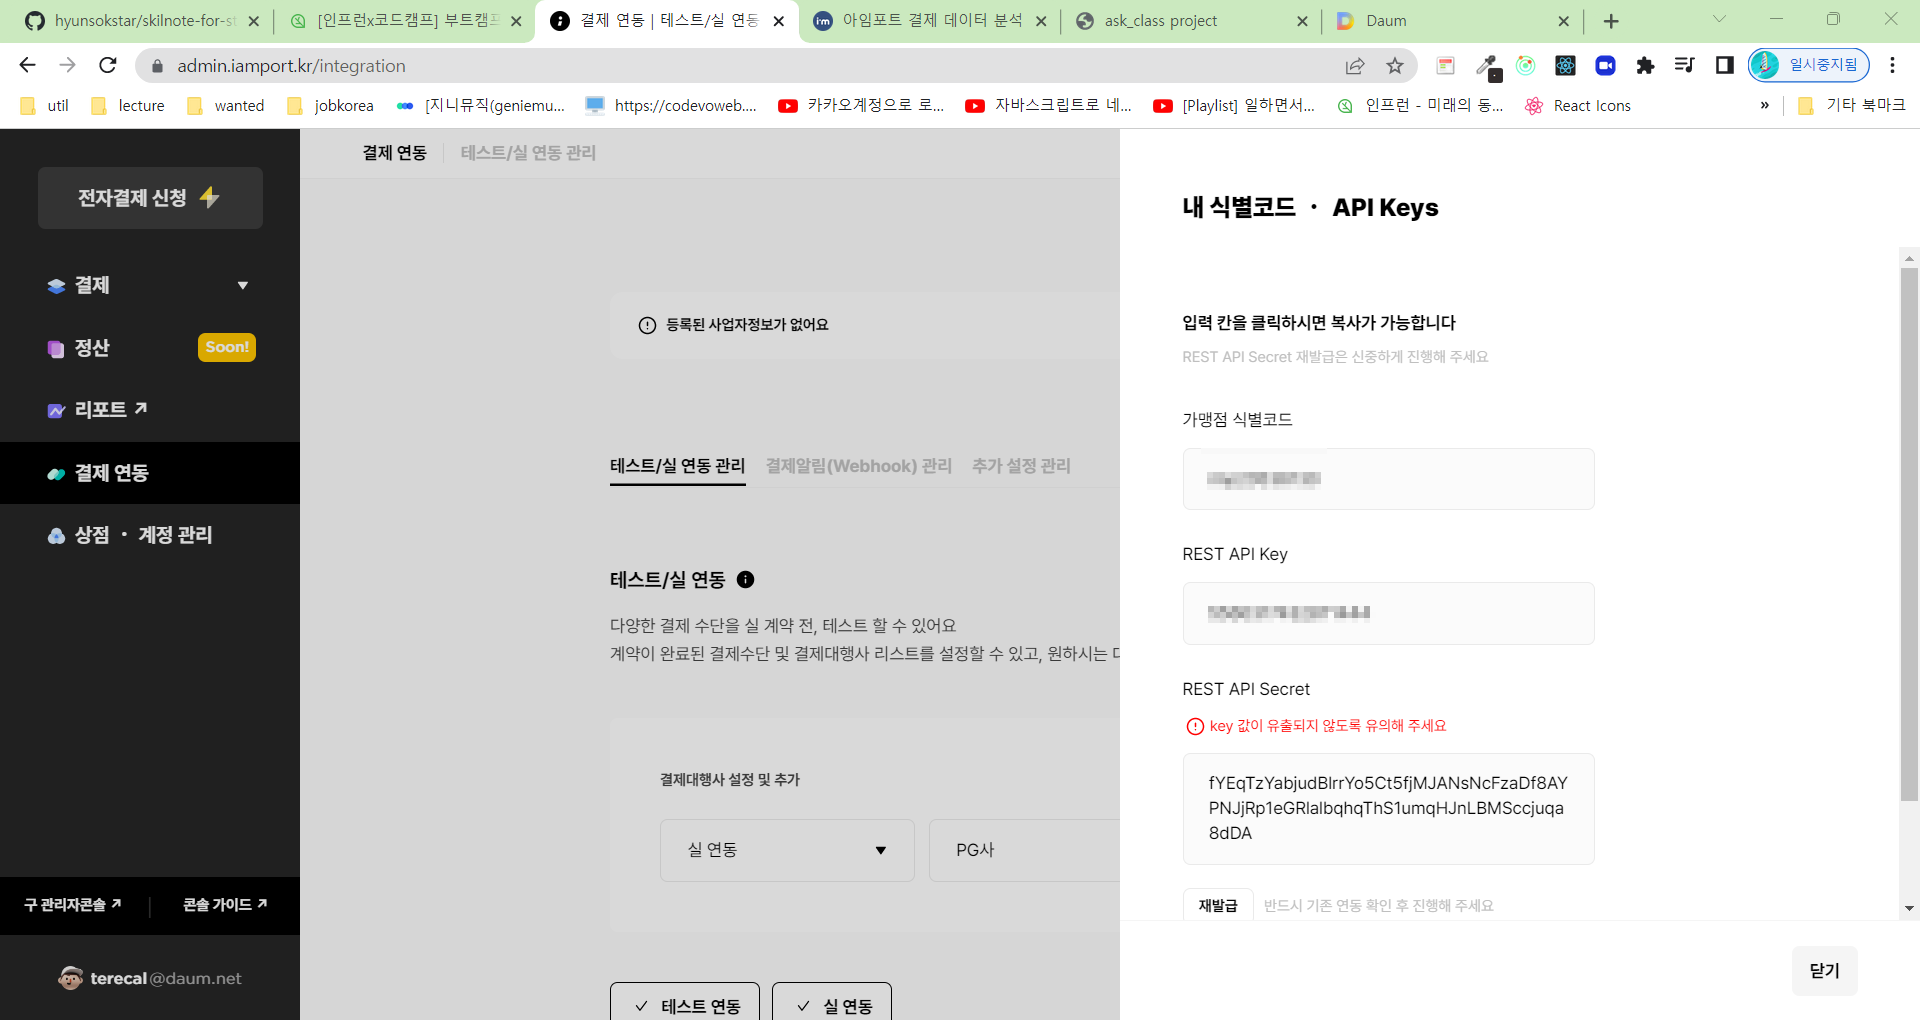 hyunsokstar/skilnote-for-st
[인프런x코드캠프] 부트캠프
결제 연동 | 테스트/실 연동
아임포트 결제 데이터 분석
ask_class project
Daum
admin.iamport.kr/integration
일시중지됨
util
lecture
wanted
jobkorea
[지니뮤직(geniemu...
https://codevoweb....
카카오계정으로 로...
자바스크립트로 네...
[Playlist] 일하면서...
인프런 - 미래의 동...
React Icons
»
기타 북마크
전자결제 신청
결제
정산
Soon!
리포트
결제 연동
상점 · 계정 관리
구 관리자콘솔
콘솔 가이드
terecal@daum.net
결제 연동
테스트/실 연동 관리
등록된 사업자정보가 없어요
테스트/실 연동 관리
결제알림(Webhook) 관리
추가 설정 관리
테스트/실 연동
다양한 결제 수단을 실 계약 전, 테스트 할 수 있어요
계약이 완료된 결제수단 및 결제대행사 리스트를 설정할 수 있고, 원하시는
결제대행사 설정 및 추가
실 연동
PG사
테스트 연동
실 연동
내 식별코드 · API Keys
입력 칸을 클릭하시면 복사가 가능합니다
REST API Secret 재발급은 신중하게 진행해 주세요
가맹점 식별코드
REST API Key
REST API Secret
key 값이 유출되지 않도록 유의해 주세요
fYEqTzYabjudBIrrYo5Ct5fjMJANsNcFzaDf8AY
PNJjRp1eGRlalbqhqThS1umqHJnLBMSccjuqa
8dDA
재발급
반드시 기존 연동 확인 후 진행해 주세요
닫기